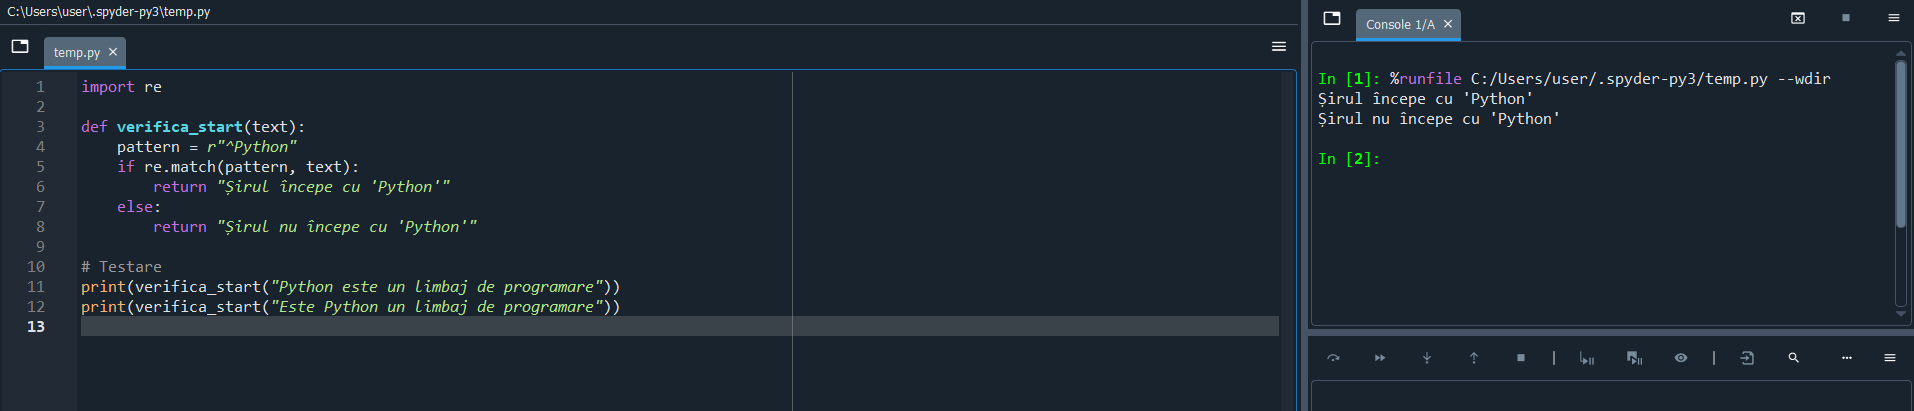 C:\Users\user\.spyder-py3\temp.py
temp.py
1 import re
2
3 def verifica_start(text):
4     pattern = r"^Python"
5     if re.match(pattern, text):
6         return "Șirul începe cu 'Python'"
7     else:
8         return "Șirul nu începe cu 'Python'"
9
10 # Testare
11 print(verifica_start("Python este un limbaj de programare"))
12 print(verifica_start("Este Python un limbaj de programare"))
13
Console 1/A
In [1]: %runfile C:/Users/user/.spyder-py3/temp.py --wdir
Șirul începe cu 'Python'
Șirul nu începe cu 'Python'
In [2]: